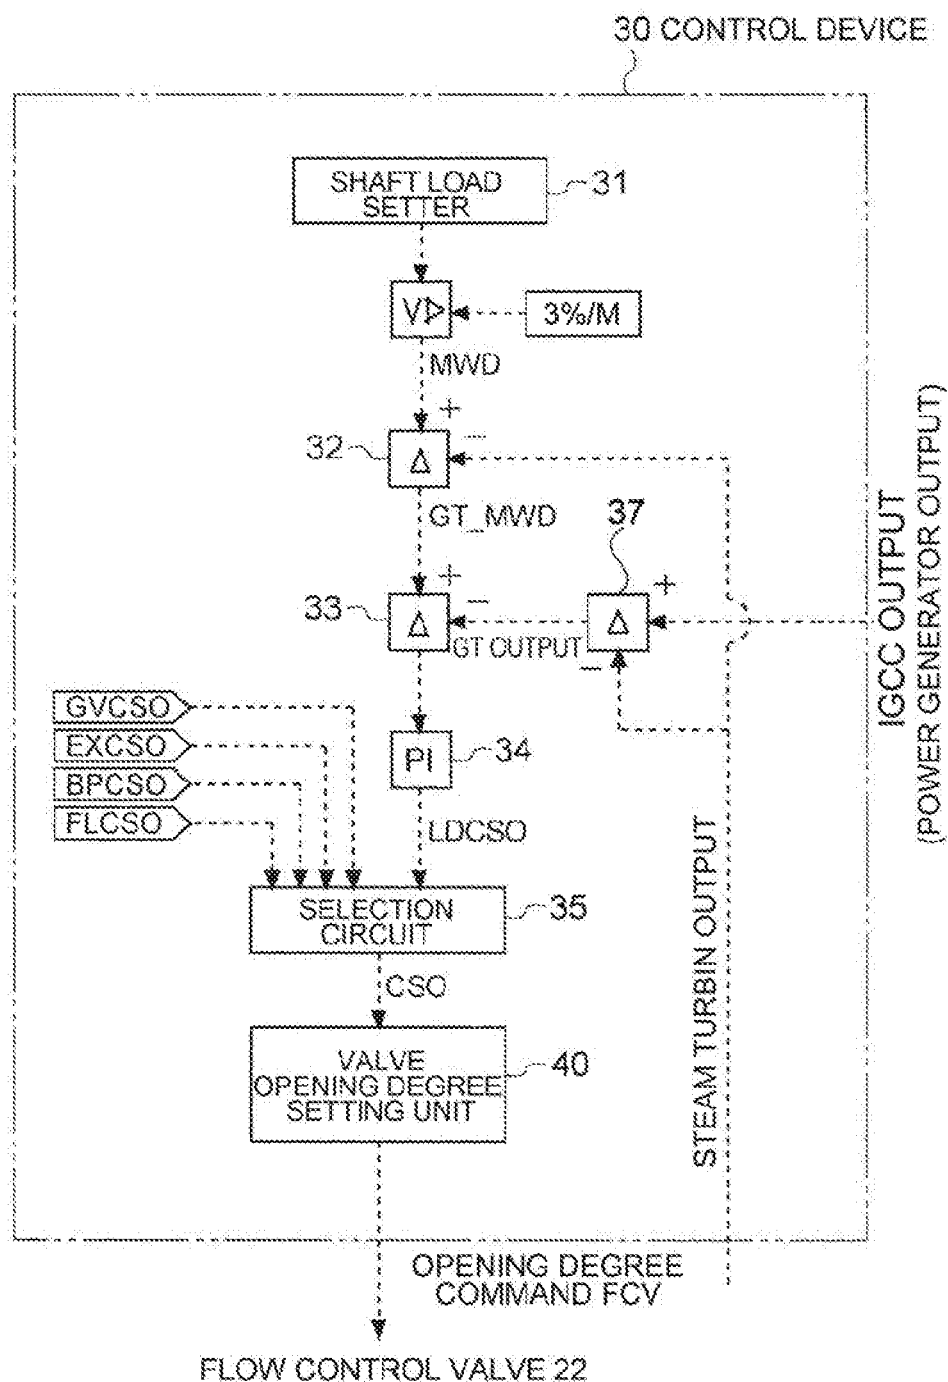 30 CONTROL DEVICE
SHAFT LOAD
SETTER
31
V
3%/M
MWD
+
−
32
Δ
GT_MWD
37
+
−
+
33
Δ
GT OUTPUT
Δ
−
GVCSO
EXCSO
BPCSO
FLCSO
PI
34
LDCSO
SELECTION
CIRCUIT
35
CSO
VALVE
OPENING DEGREE
SETTING UNIT
40
STEAM TURBIN OUTPUT
IGCC OUTPUT
(POWER GENERATOR OUTPUT)
OPENING DEGREE
COMMAND FCV
FLOW CONTROL VALVE 22